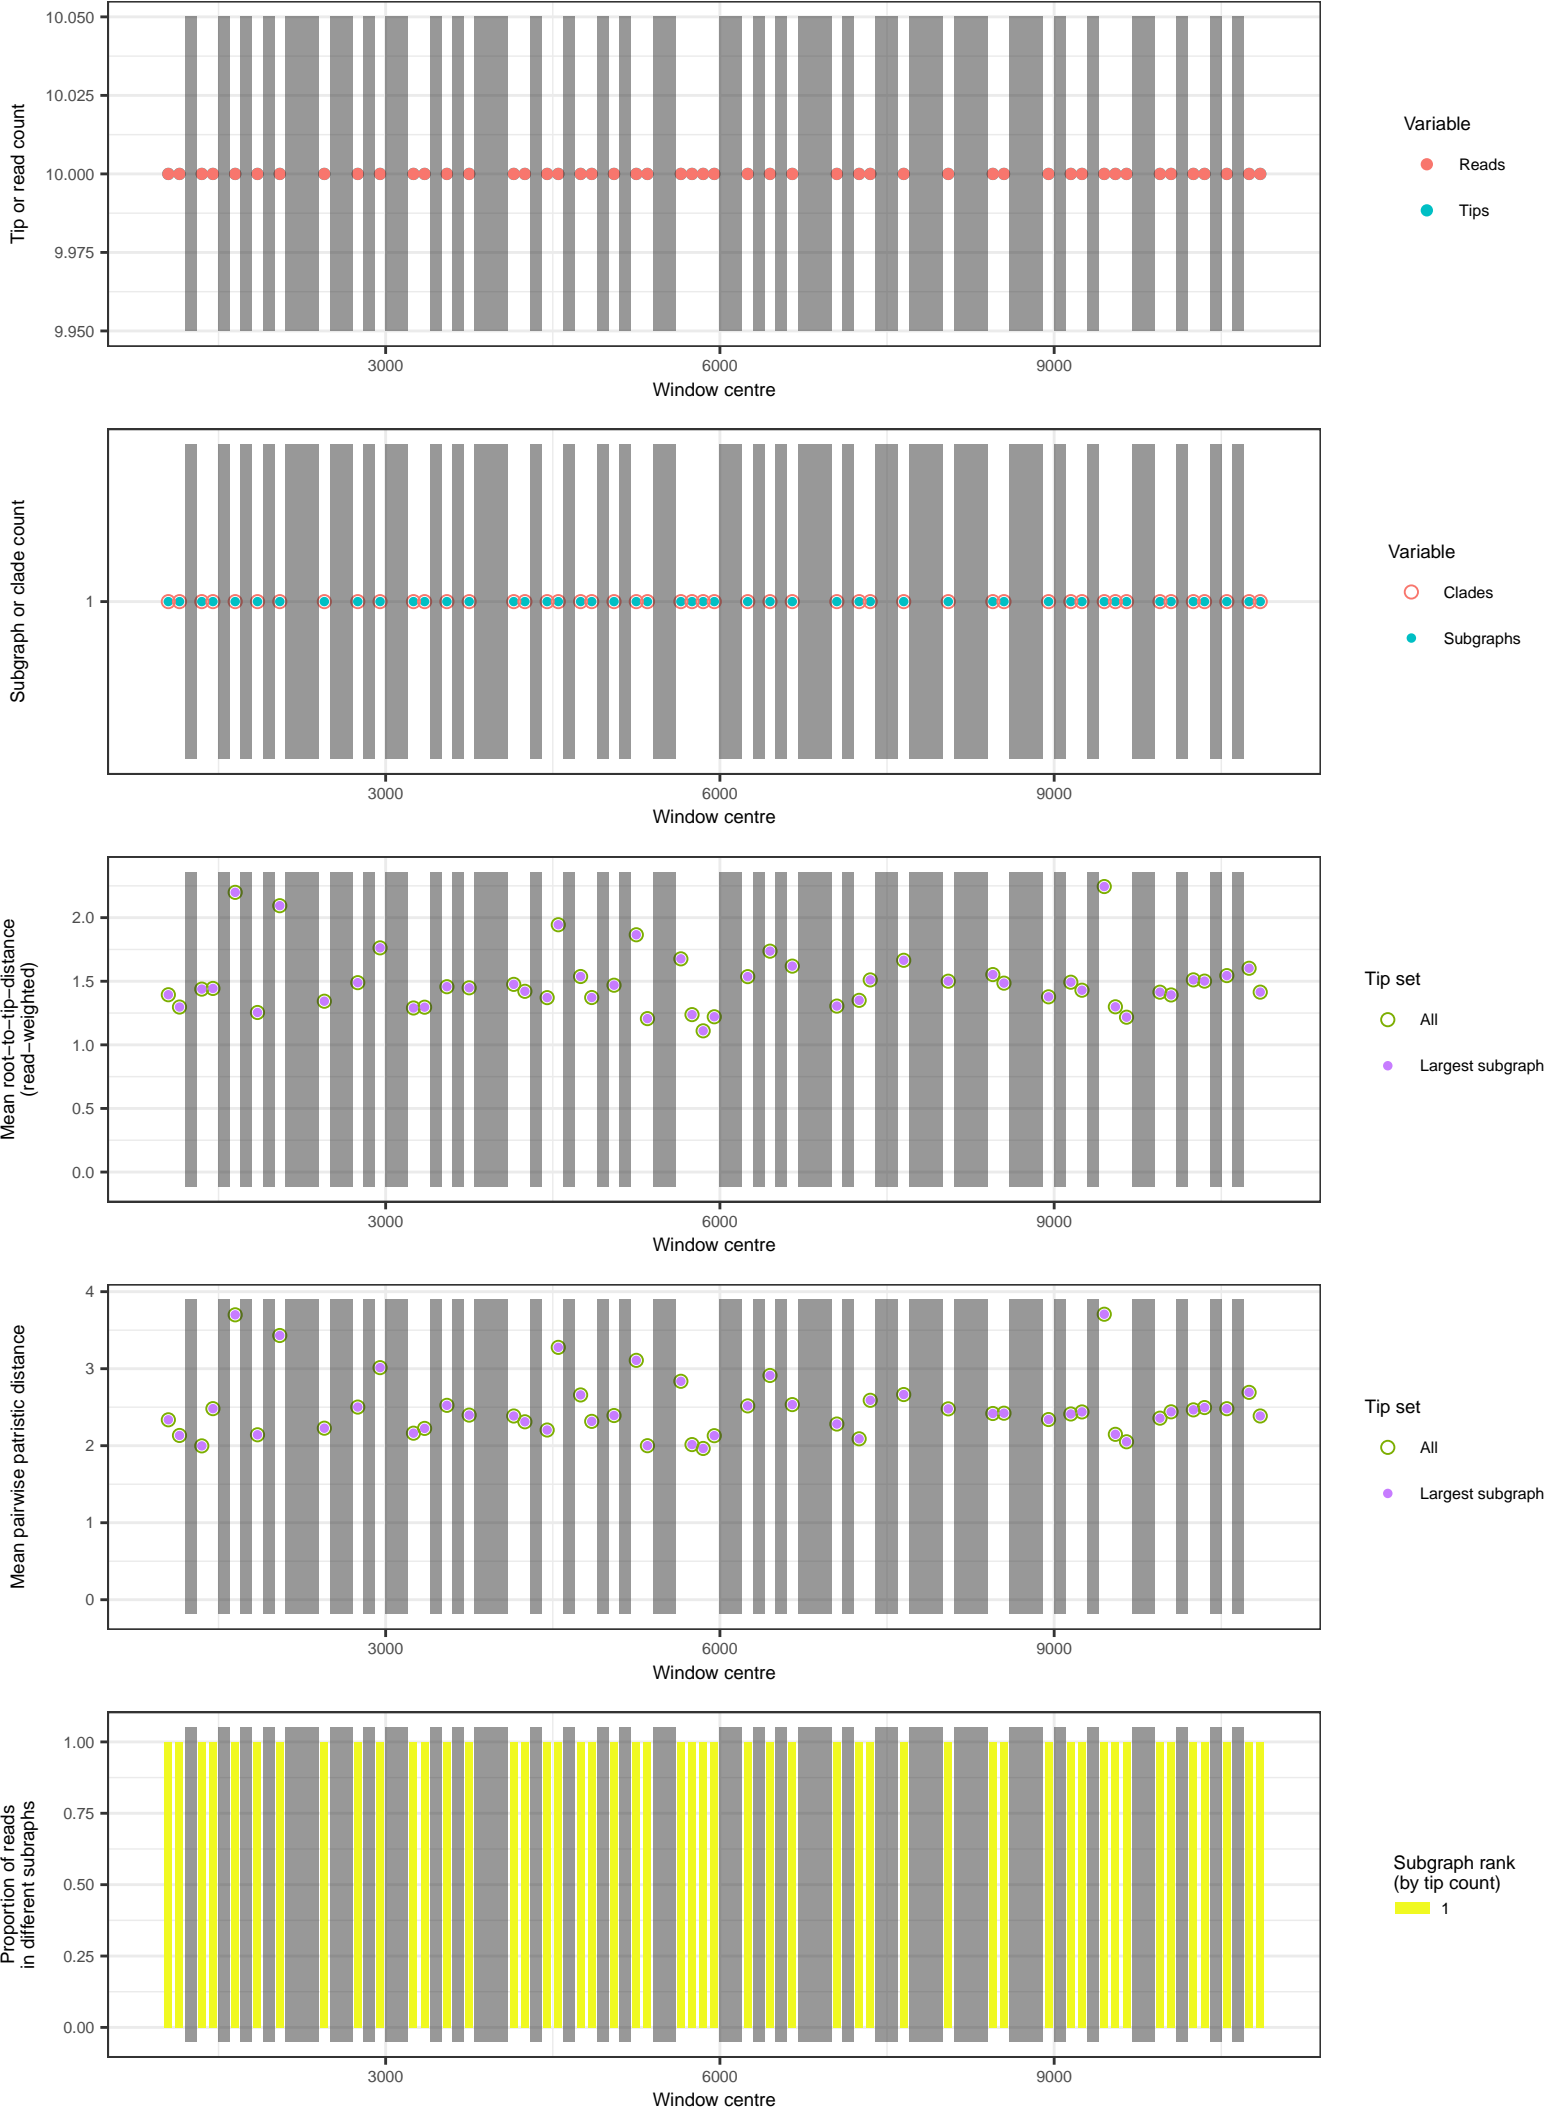 10.050
10.025
10.000
9.975
9.950
Tip or read count
3000
6000
9000
Window centre
Variable
Reads
Tips
1
Subgraph or clade count
3000
6000
9000
Window centre
Variable
Clades
Subgraphs
2.0
1.5
1.0
0.5
0.0
Mean root−to−tip−distance
(read−weighted)
3000
6000
9000
Window centre
Tip set
All
Largest subgraph
4
3
2
1
0
Mean pairwise patristic distance
3000
6000
9000
Window centre
Tip set
All
Largest subgraph
1.00
0.75
0.50
0.25
0.00
Proportion of reads
in different subraphs
3000
6000
9000
Window centre
Subgraph rank
(by tip count)
1